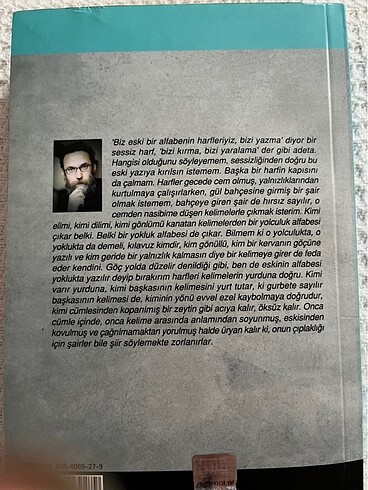 'Biz eski bir alfabenin harfleriyiz, bizi yazma' diyor bir
sessiz harf, 'bizi kırma, bizi yaralama' der gibi adeta.
Hangisi olduğunu söyleyemem, sessizliğinden doğru bu
eski yazıya kırılsın istemem. Başka bir harfin kapısını
da çalmam. Harfler gecede cem olmuş, yalnızlıklarından
kurtulmaya çalışırlarken, gül bahçesine girmiş bir şair
olmak istemem, bahçeye giren şair de hırsız sayılır, o
cemden nasibime düşen kelimelerle çıkmak isterim. Kimi
elimi, kimi dilimi, kimi gönlümü kanatan kelimelerden bir yolculuk alfabesi
çıkar belki. Belki bir yokluk alfabesi de çıkar. Bilmem ki o yolculukta, o
yoklukta da demeli, kılavuz kimdir, kim gönüllü, kim bir kervanın göçüne
yazılı ve kim geride bir yalnızlık kalmasın diye bir kelimeye girer de feda
eder kendini. Göç yolda düzelir denildiği gibi, ben de eskinin alfabesi
yoklukta yazılır deyip bırakırım harfleri kelimelerin yurduna doğru. Kimi
varır yurduna, kimi başkasının kelimesini yurt tutar, ki gurbete sayılır
başkasının kelimesi de, kiminin yönü evvel ezel kaybolmaya doğrudur,
kimi cümlesinden koparılmış bir zeytin gibi acıya kalır, öksüz kalır. Onca
cümle içinde, onca kelime arasında anlamından soyunmuş, eskisinden
kovulmuş ve çağrılmamaktan yorulmuş halde üryan kalır ki, onun çıplaklığı
için şairler bile şiir söylemekte zorlanırlar.
4069-27-9